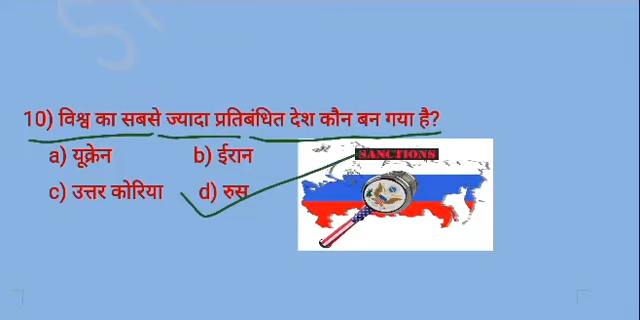 10) विश्व का सबसे ज्यादा प्रतिबंधित देश कौन बन गया है?
a) यूक्रेन b) ईरान
SANCTIONS
c) उत्तर कोरिया d) रुस